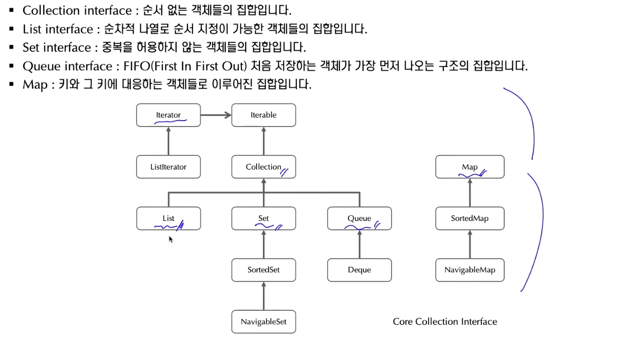 ▪ Collection interface : 순서 없는 객체들의 집합입니다.
▪ List interface : 순차적 나열로 순서 지정이 가능한 객체들의 집합입니다.
▪ Set interface : 중복을 허용하지 않는 객체들의 집합입니다.
▪ Queue interface : FIFO(First In First Out) 처음 저장하는 객체가 가장 먼저 나오는 구조의 집합입니다.
▪ Map : 키와 그 키에 대응하는 객체들로 이루어진 집합입니다.
Iterator Iterable
ListIterator Collection Map
List Set Queue SortedMap
SortedSet Deque NavigableMap
NavigableSet Core Collection Interface